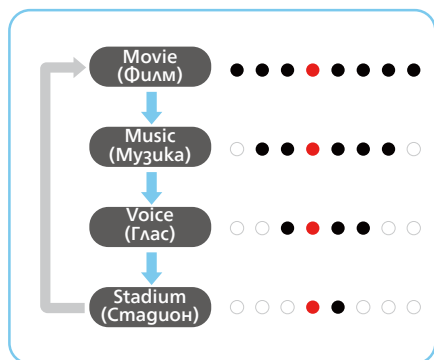 Movie
(Филм)
Music
(Музика)
Voice
(Глас)
Stadium
(Стадион)